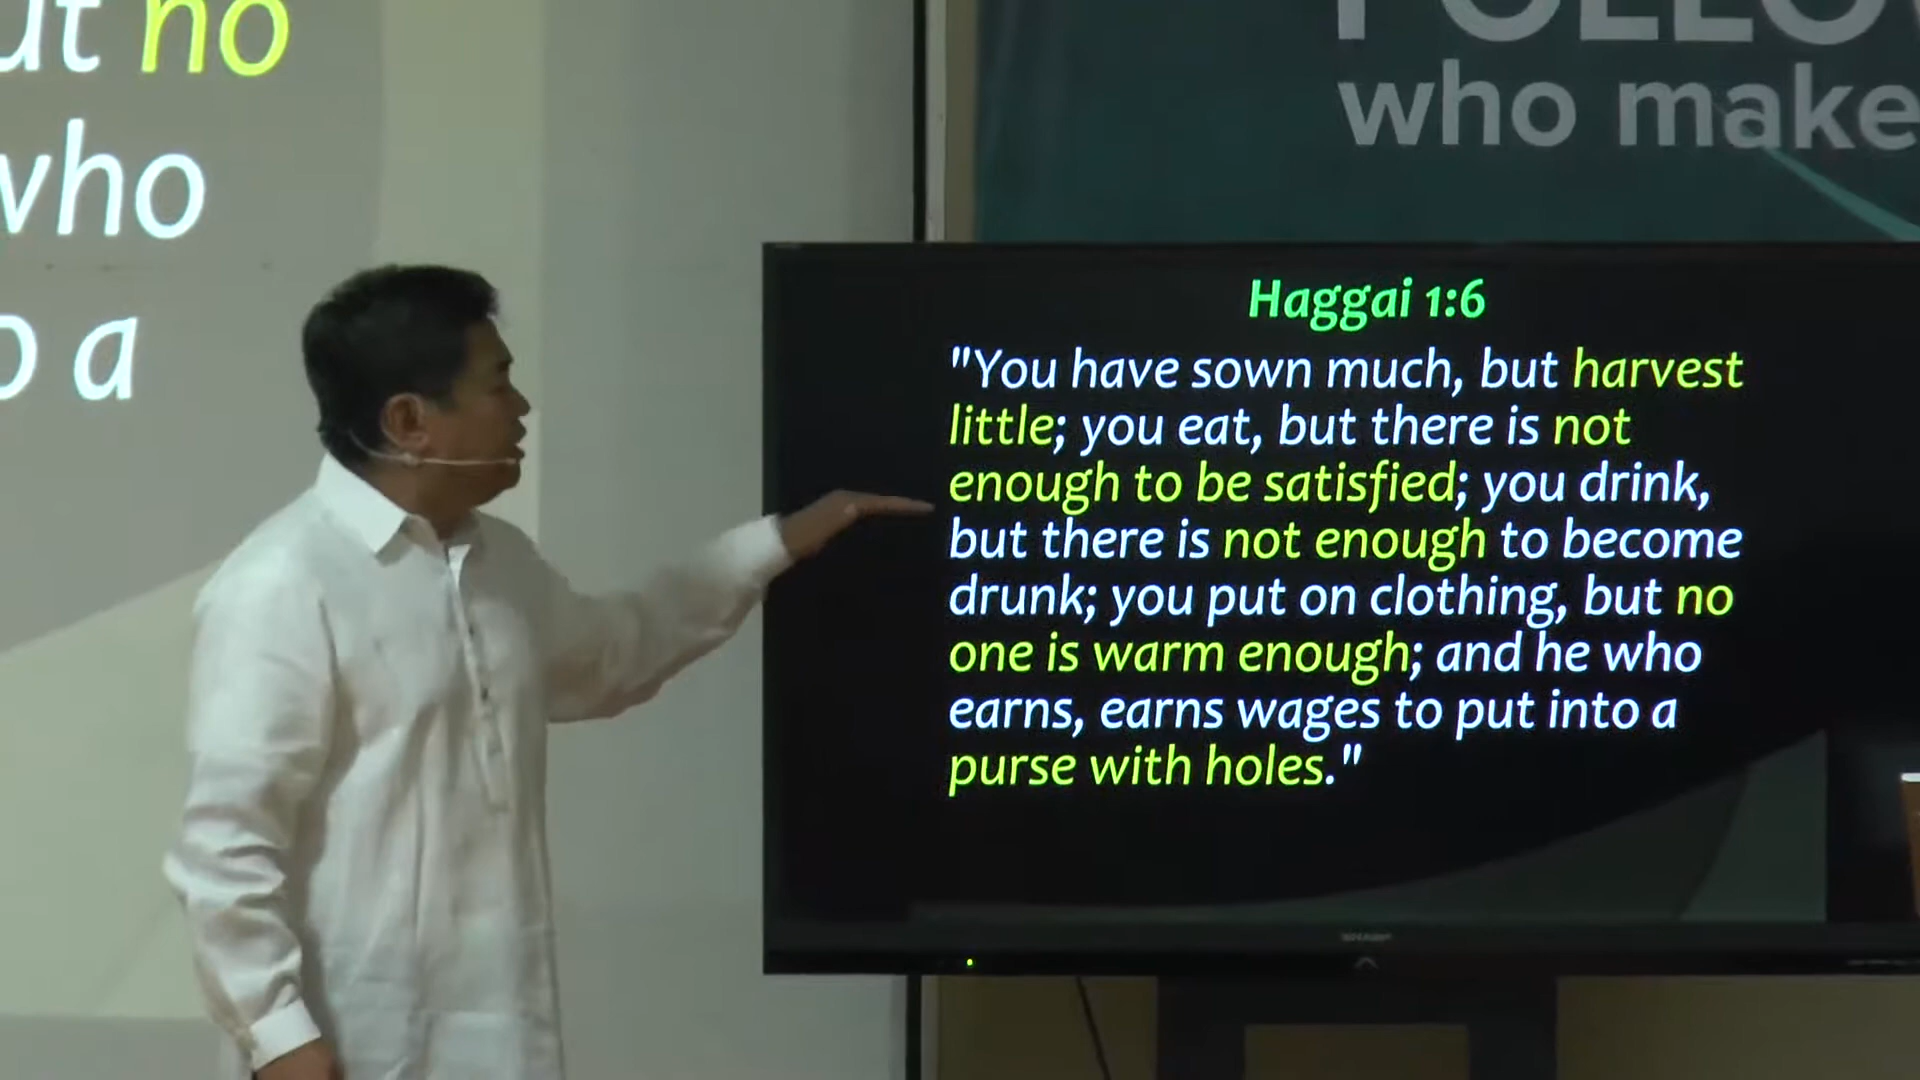 no
who
a
who make
Haggai 1:6
"You have sown much, but harvest
little; you eat, but there is not
enough to be satisfied; you drink,
but there is not enough to become
drunk; you put on clothing, but no
one is warm enough; and he who
earns, earns wages to put into a
purse with holes."